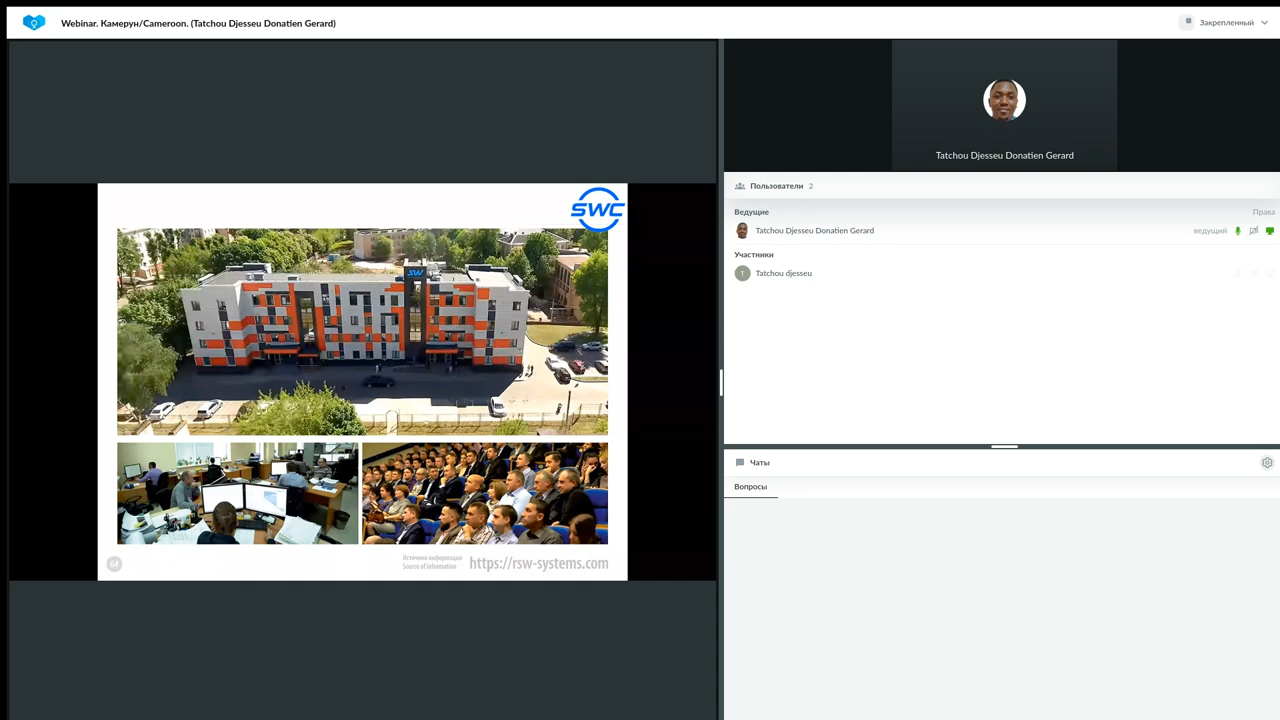 Webinar. Камерун/Cameroon. (Tatchou Djesseu Donatien Gerard)
Закрепленный
SWC
SW
64
Источник информации
Source of Information
https://rsw-systems.com
Tatchou Djesseu Donatien Gerard
Пользователи 2
Ведущие Права
Tatchou Djesseu Donatien Gerard ведущий
Участники
T Tatchou djesseu
Чаты
Вопросы